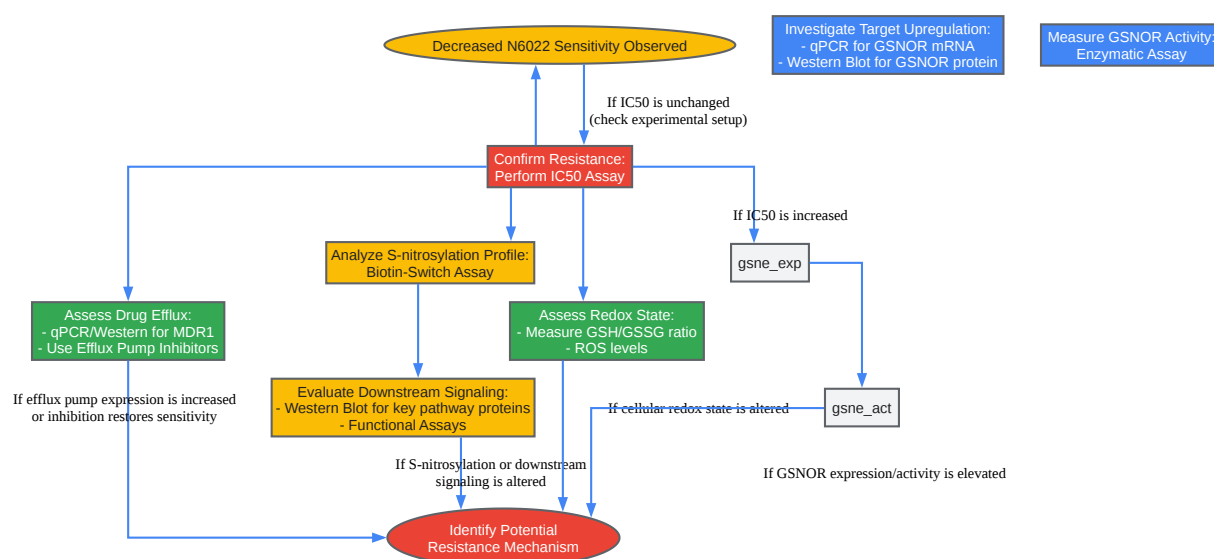 Decreased N6022 Sensitivity Observed
Investigate Target Upregulation:
- qPCR for GSNOR mRNA
- Western Blot for GSNOR protein
Measure GSNOR Activity:
Enzymatic Assay
If IC50 is unchanged
(check experimental setup)
Confirm Resistance:
Perform IC50 Assay
If IC50 is increased
Analyze S-nitrosylation Profile:
Biotin-Switch Assay
gsne_exp
Assess Drug Efflux:
- qPCR/Western for MDR1
- Use Efflux Pump Inhibitors
Assess Redox State:
- Measure GSH/GSSG ratio
- ROS levels
If efflux pump expression is increased
or inhibition restores sensitivity
Evaluate Downstream Signaling:
- Western Blot for key pathway proteins
- Functional Assays
If cellular redox state is altered
gsne_act
If S-nitrosylation or downstream
signaling is altered
If GSNOR expression/activity is elevated
Identify Potential
Resistance Mechanism